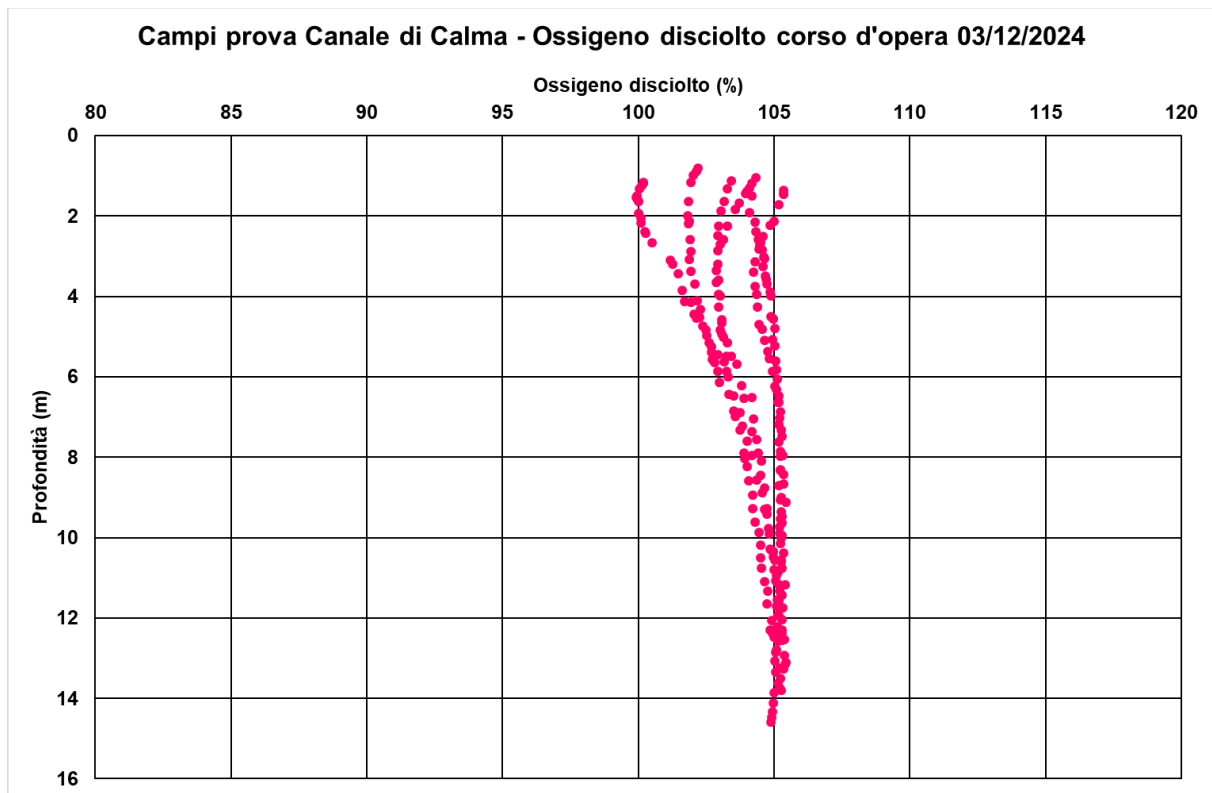 Campi prova Canale di Calma - Ossigeno disciolto corso d'opera 03/12/2024
Ossigeno disciolto (%)
80 85 90 95 100 105 110 115 120
0
2
4
6
8
10
12
14
16
Profondità (m)